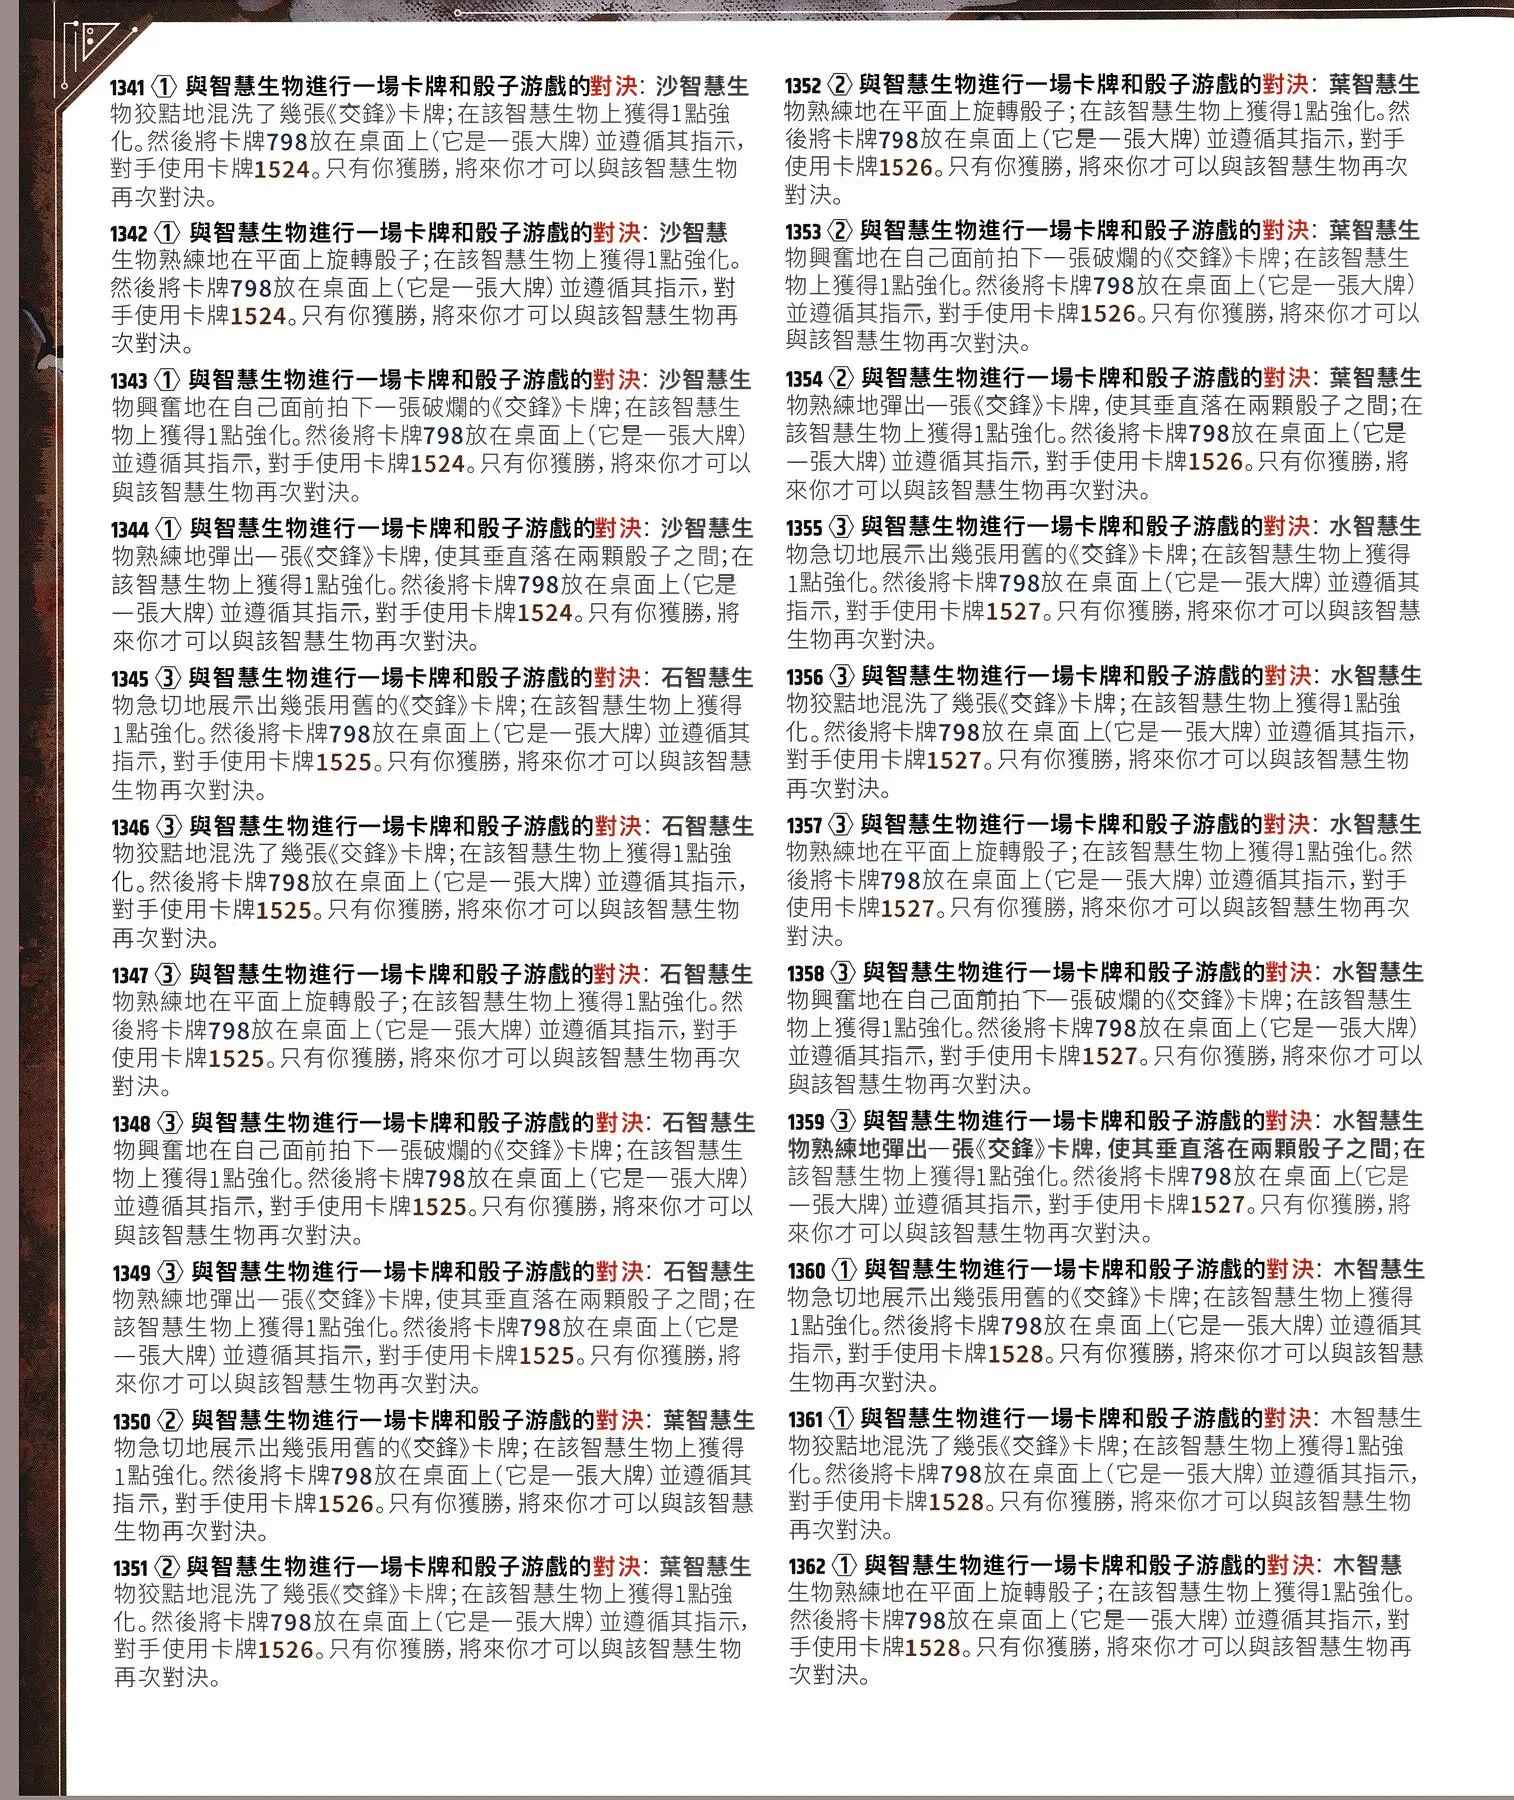 1341 ① 與智慧生物進行一場卡牌和骰子游戲的對決：沙智慧生
物狡黠地混洗了幾張《交鋒》卡牌；在該智慧生物上獲得1點強
化。然後將卡牌798放在桌面上（它是一張大牌）並遵循其指示，
對手使用卡牌1524。只有你獲勝，將來你才可以與該智慧生物
再次對決。
1342 ① 與智慧生物進行一場卡牌和骰子游戲的對決：沙智慧
生物熟練地在平面上旋轉骰子；在該智慧生物上獲得1點強化。
然後將卡牌798放在桌面上（它是一張大牌）並遵循其指示，對
手使用卡牌1524。只有你獲勝，將來你才可以與該智慧生物再
次對決。
1343 ① 與智慧生物進行一場卡牌和骰子游戲的對決：沙智慧生
物興奮地在自己面前拍下一張破爛的《交鋒》卡牌；在該智慧生
物上獲得1點強化。然後將卡牌798放在桌面上（它是一張大牌）
並遵循其指示，對手使用卡牌1524。只有你獲勝，將來你才可以
與該智慧生物再次對決。
1344 ① 與智慧生物進行一場卡牌和骰子游戲的對決：沙智慧生
物熟練地彈出一張《交鋒》卡牌，使其垂直落在兩顆骰子之間；在
該智慧生物上獲得1點強化。然後將卡牌798放在桌面上（它是
一張大牌）並遵循其指示，對手使用卡牌1524。只有你獲勝，將
來你才可以與該智慧生物再次對決。
1345 ③ 與智慧生物進行一場卡牌和骰子游戲的對決：石智慧生
物急切地展示出幾張用舊的《交鋒》卡牌；在該智慧生物上獲得
1點強化。然後將卡牌798放在桌面上（它是一張大牌）並遵循其
指示，對手使用卡牌1525。只有你獲勝，將來你才可以與該智慧
生物再次對決。
1346 ③ 與智慧生物進行一場卡牌和骰子游戲的對決：石智慧生
物狡黠地混洗了幾張《交鋒》卡牌；在該智慧生物上獲得1點強
化。然後將卡牌798放在桌面上（它是一張大牌）並遵循其指示，
對手使用卡牌1525。只有你獲勝，將來你才可以與該智慧生物
再次對決。
1347 ③ 與智慧生物進行一場卡牌和骰子游戲的對決：石智慧生
物熟練地在平面上旋轉骰子；在該智慧生物上獲得1點強化。然
後將卡牌798放在桌面上（它是一張大牌）並遵循其指示，對手
使用卡牌1525。只有你獲勝，將來你才可以與該智慧生物再次
對決。
1348 ③ 與智慧生物進行一場卡牌和骰子游戲的對決：石智慧生
物興奮地在自己面前拍下一張破爛的《交鋒》卡牌；在該智慧生
物上獲得1點強化。然後將卡牌798放在桌面上（它是一張大牌）
並遵循其指示，對手使用卡牌1525。只有你獲勝，將來你才可以
與該智慧生物再次對決。
1349 ③ 與智慧生物進行一場卡牌和骰子游戲的對決：石智慧生
物熟練地彈出一張《交鋒》卡牌，使其垂直落在兩顆骰子之間；在
該智慧生物上獲得1點強化。然後將卡牌798放在桌面上（它是
一張大牌）並遵循其指示，對手使用卡牌1525。只有你獲勝，將
來你才可以與該智慧生物再次對決。
1350 ② 與智慧生物進行一場卡牌和骰子游戲的對決：葉智慧生
物急切地展示出幾張用舊的《交鋒》卡牌；在該智慧生物上獲得
1點強化。然後將卡牌798放在桌面上（它是一張大牌）並遵循其
指示，對手使用卡牌1526。只有你獲勝，將來你才可以與該智慧
生物再次對決。
1351 ② 與智慧生物進行一場卡牌和骰子游戲的對決：葉智慧生
物狡黠地混洗了幾張《交鋒》卡牌；在該智慧生物上獲得1點強
化。然後將卡牌798放在桌面上（它是一張大牌）並遵循其指示，
對手使用卡牌1526。只有你獲勝，將來你才可以與該智慧生物
再次對決。
1352 ② 與智慧生物進行一場卡牌和骰子游戲的對決：葉智慧生
物熟練地在平面上旋轉骰子；在該智慧生物上獲得1點強化。然
後將卡牌798放在桌面上（它是一張大牌）並遵循其指示，對手
使用卡牌1526。只有你獲勝，將來你才可以與該智慧生物再次
對決。
1353 ② 與智慧生物進行一場卡牌和骰子游戲的對決：葉智慧生
物興奮地在自己面前拍下一張破爛的《交鋒》卡牌；在該智慧生
物上獲得1點強化。然後將卡牌798放在桌面上（它是一張大牌）
並遵循其指示，對手使用卡牌1526。只有你獲勝，將來你才可以
與該智慧生物再次對決。
1354 ② 與智慧生物進行一場卡牌和骰子游戲的對決：葉智慧生
物熟練地彈出一張《交鋒》卡牌，使其垂直落在兩顆骰子之間；在
該智慧生物上獲得1點強化。然後將卡牌798放在桌面上（它是
一張大牌）並遵循其指示，對手使用卡牌1526。只有你獲勝，將
來你才可以與該智慧生物再次對決。
1355 ③ 與智慧生物進行一場卡牌和骰子游戲的對決：水智慧生
物急切地展示出幾張用舊的《交鋒》卡牌；在該智慧生物上獲得
1點強化。然後將卡牌798放在桌面上（它是一張大牌）並遵循其
指示，對手使用卡牌1527。只有你獲勝，將來你才可以與該智慧
生物再次對決。
1356 ③ 與智慧生物進行一場卡牌和骰子游戲的對決：水智慧生
物狡黠地混洗了幾張《交鋒》卡牌；在該智慧生物上獲得1點強
化。然後將卡牌798放在桌面上（它是一張大牌）並遵循其指示，
對手使用卡牌1527。只有你獲勝，將來你才可以與該智慧生物
再次對決。
1357 ③ 與智慧生物進行一場卡牌和骰子游戲的對決：水智慧生
物熟練地在平面上旋轉骰子；在該智慧生物上獲得1點強化。然
後將卡牌798放在桌面上（它是一張大牌）並遵循其指示，對手
使用卡牌1527。只有你獲勝，將來你才可以與該智慧生物再次
對決。
1358 ③ 與智慧生物進行一場卡牌和骰子游戲的對決：水智慧生
物興奮地在自己面前拍下一張破爛的《交鋒》卡牌；在該智慧生
物上獲得1點強化。然後將卡牌798放在桌面上（它是一張大牌）
並遵循其指示，對手使用卡牌1527。只有你獲勝，將來你才可以
與該智慧生物再次對決。
1359 ③ 與智慧生物進行一場卡牌和骰子游戲的對決：水智慧生
物熟練地彈出一張《交鋒》卡牌，使其垂直落在兩顆骰子之間；在
該智慧生物上獲得1點強化。然後將卡牌798放在桌面上（它是
一張大牌）並遵循其指示，對手使用卡牌1527。只有你獲勝，將
來你才可以與該智慧生物再次對決。
1360 ① 與智慧生物進行一場卡牌和骰子游戲的對決：木智慧生
物急切地展示出幾張用舊的《交鋒》卡牌；在該智慧生物上獲得
1點強化。然後將卡牌798放在桌面上（它是一張大牌）並遵循其
指示，對手使用卡牌1528。只有你獲勝，將來你才可以與該智慧
生物再次對決。
1361 ① 與智慧生物進行一場卡牌和骰子游戲的對決：木智慧生
物狡黠地混洗了幾張《交鋒》卡牌；在該智慧生物上獲得1點強
化。然後將卡牌798放在桌面上（它是一張大牌）並遵循其指示，
對手使用卡牌1528。只有你獲勝，將來你才可以與該智慧生物
再次對決。
1362 ① 與智慧生物進行一場卡牌和骰子游戲的對決：木智慧
生物熟練地在平面上旋轉骰子；在該智慧生物上獲得1點強化。
然後將卡牌798放在桌面上（它是一張大牌）並遵循其指示，對
手使用卡牌1528。只有你獲勝，將來你才可以與該智慧生物再
次對決。